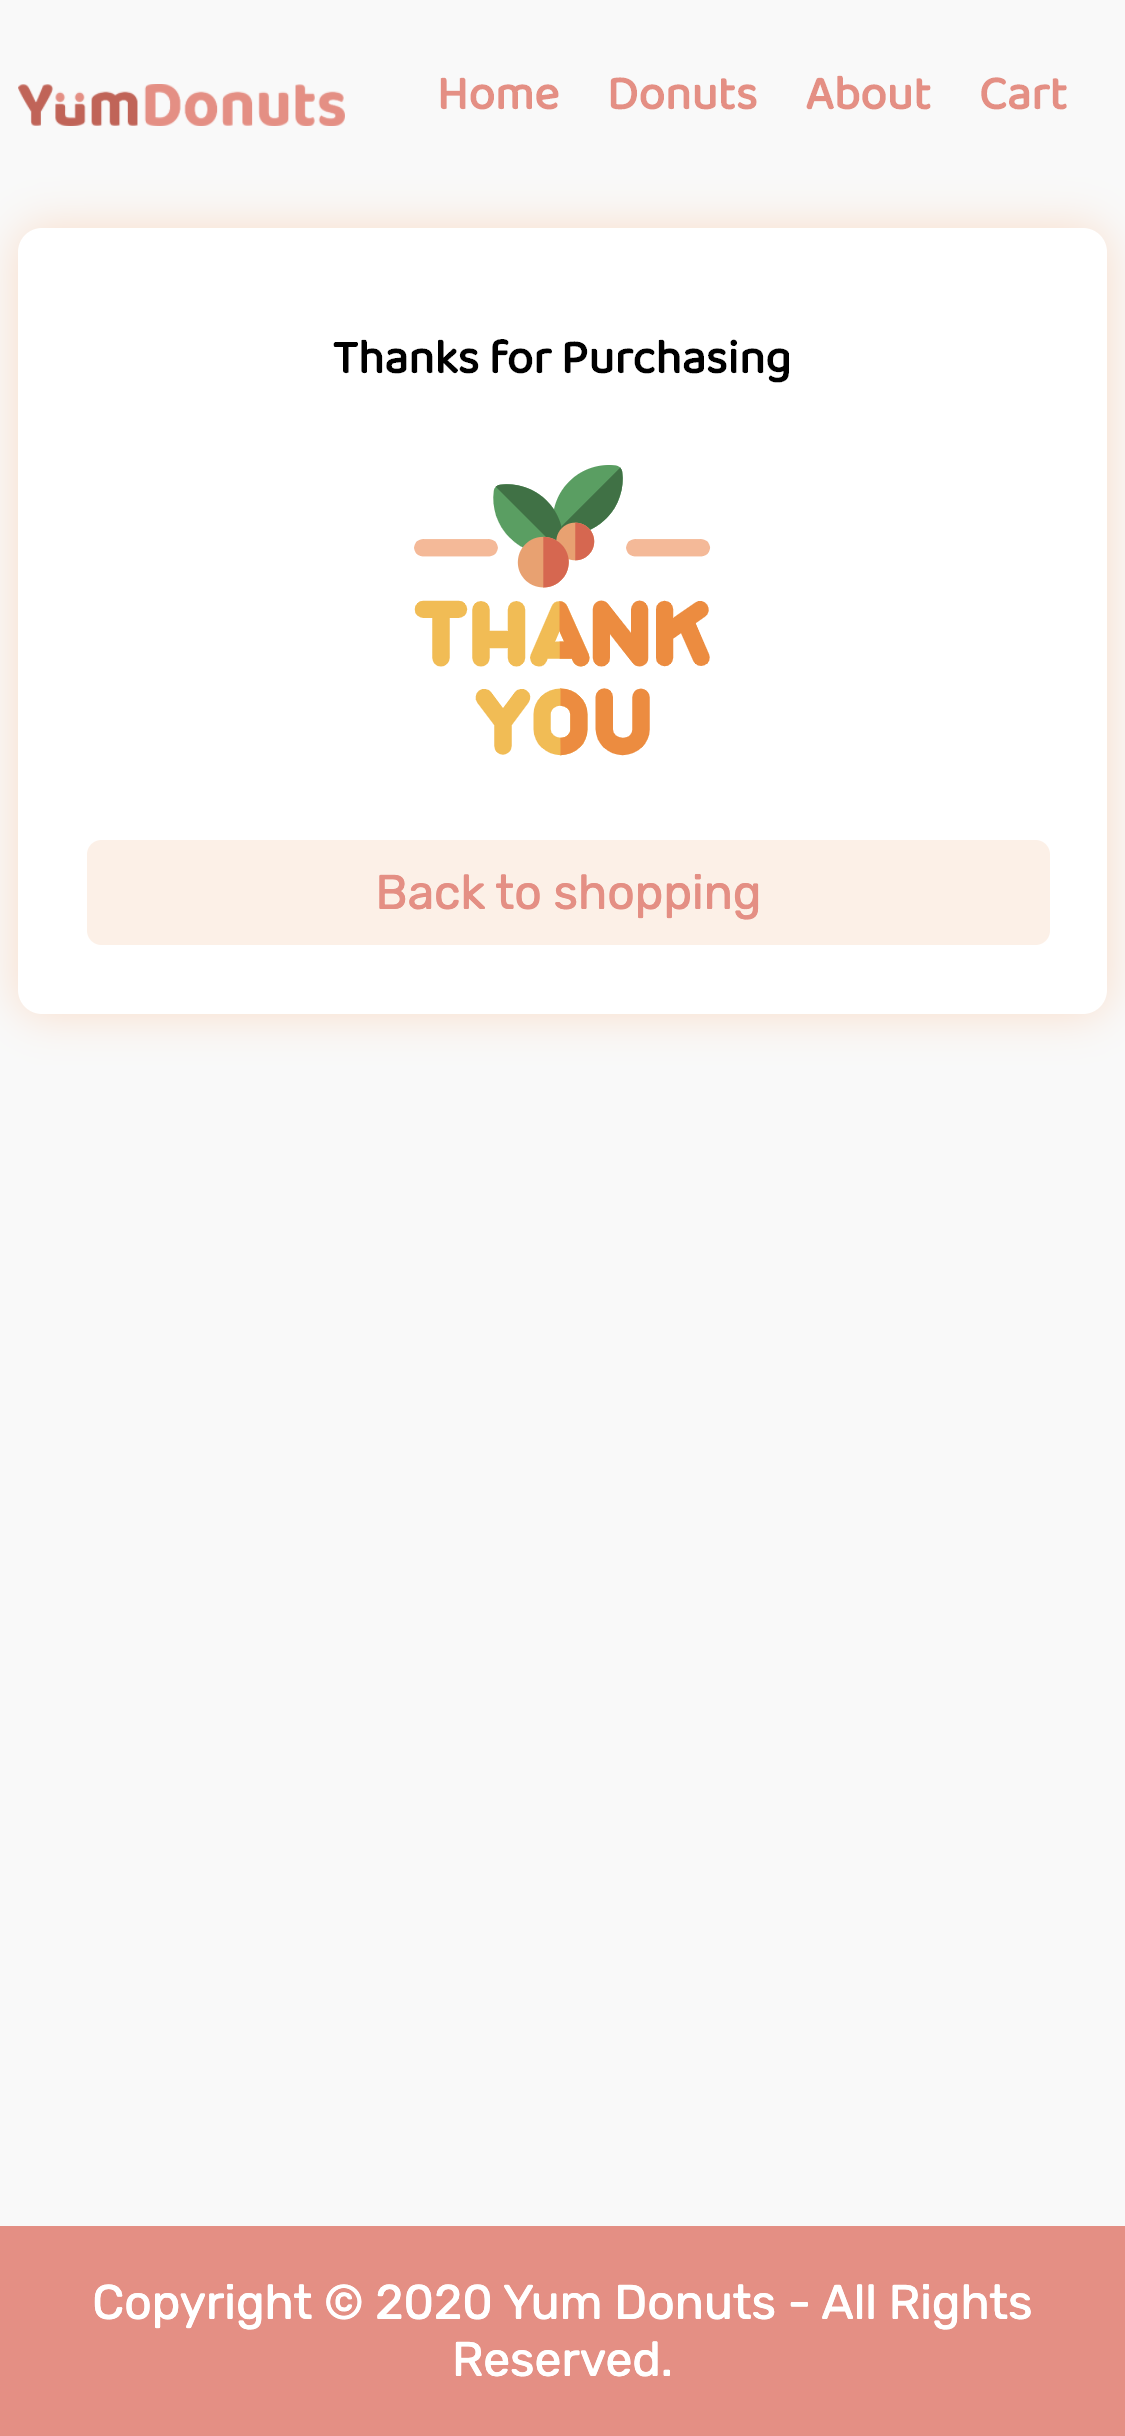 YümDonuts
Home Donuts About Cart
Thanks for Purchasing
THANK
YOU
Back to shopping
Copyright © 2020 Yum Donuts - All Rights
Reserved.